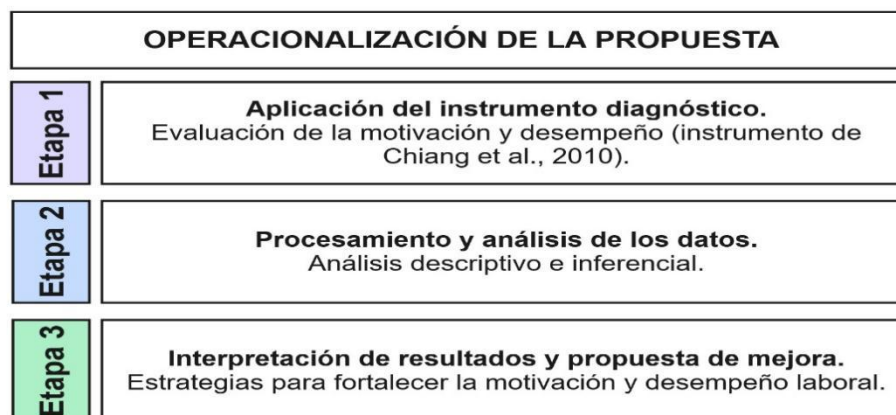 OPERACIONALIZACIÓN DE LA PROPUESTA
Etapa 1
Aplicación del instrumento diagnóstico.
Evaluación de la motivación y desempeño (instrumento de
Chiang et al., 2010).
Etapa 2
Procesamiento y análisis de los datos.
Análisis descriptivo e inferencial.
Etapa 3
Interpretación de resultados y propuesta de mejora.
Estrategias para fortalecer la motivación y desempeño laboral.